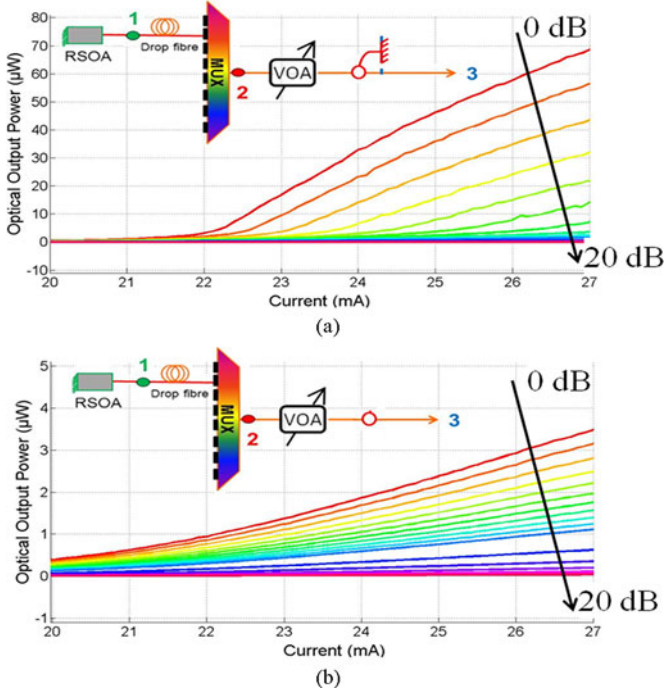 80
70
60
50
40
30
20
10
0
-10
Optical Output Power (µW)
1
RSOA
Drop fibre
MUX
2
VOA
3
0 dB
20 dB
20 21 22 23 24 25 26 27
Current (mA)
(a)
5
4
3
2
1
0
-1
Optical Output Power (µW)
1
RSOA
Drop fibre
MUX
2
VOA
3
0 dB
20 dB
20 21 22 23 24 25 26 27
Current (mA)
(b)